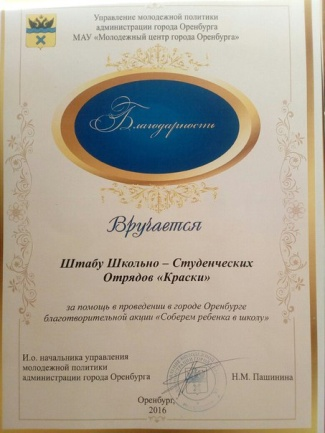 Управление молодежной политики
администрации города Оренбурга
МАУ «Молодежный центр города Оренбурга»
Благодарность
Вручается
Штабу Школьно – Студенческих
Отрядов «Краски»
за помощь в проведении в городе Оренбурге
благотворительной акции «Соберем ребенка в школу»
И.о. начальника управления
молодежной политики
администрации города Оренбурга
Н.М. Пашинина
Оренбург,
2016